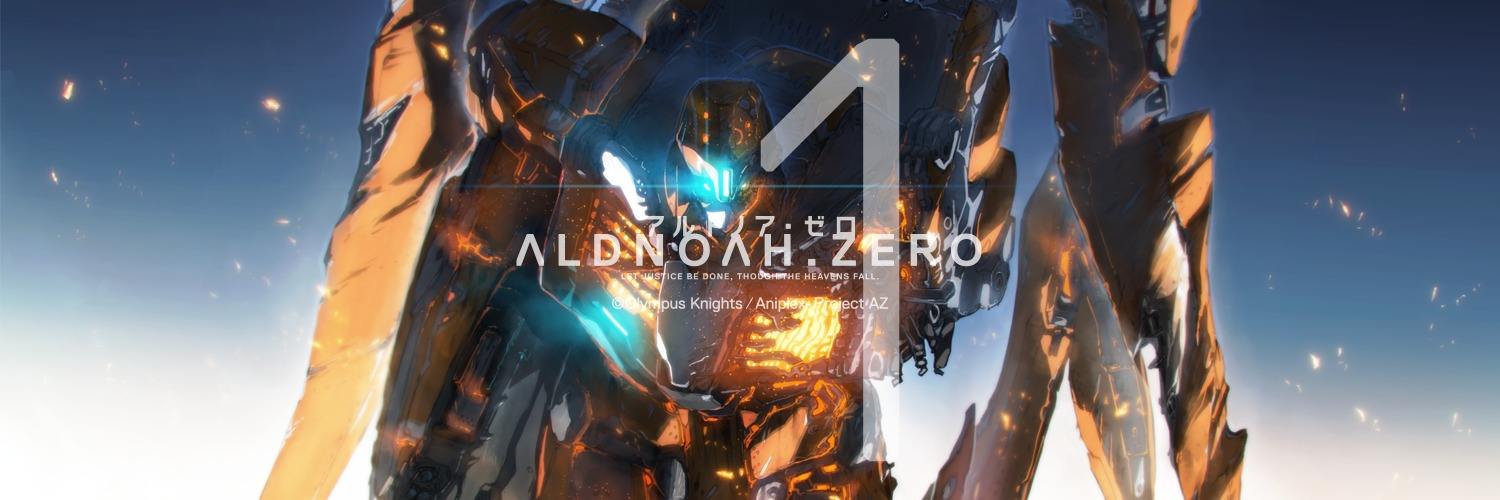 1
アルドノア・ゼロ
ALDNOAH.ZERO
LET JUSTICE BE DONE, THOUGH THE HEAVENS FALL.
©Olympus Knights / Aniplex, Project AZ